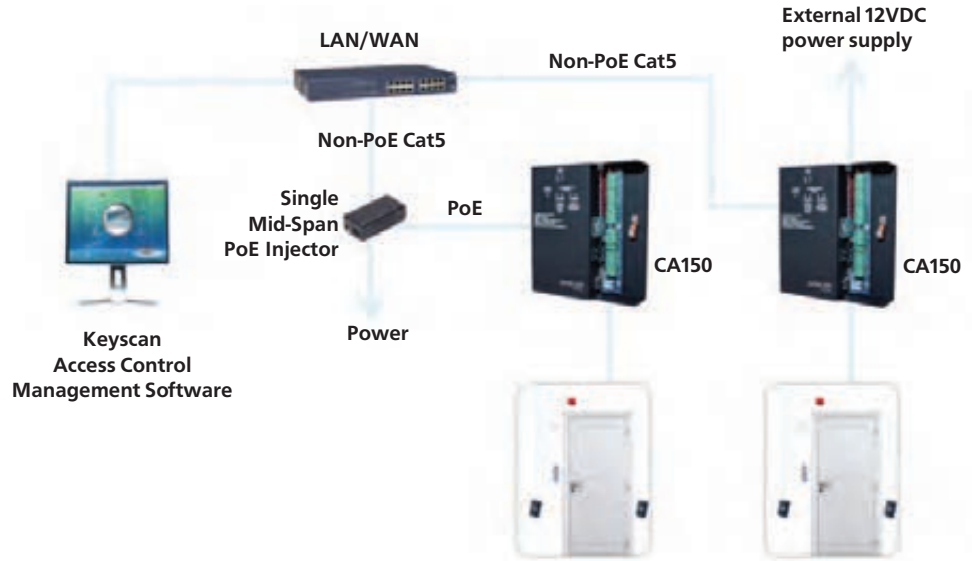 External 12VDC
power supply
LAN/WAN
Non-PoE Cat5
Non-PoE Cat5
Single
Mid-Span
PoE Injector
PoE
CA150
CA150
Power
Keyscan
Access Control
Management Software